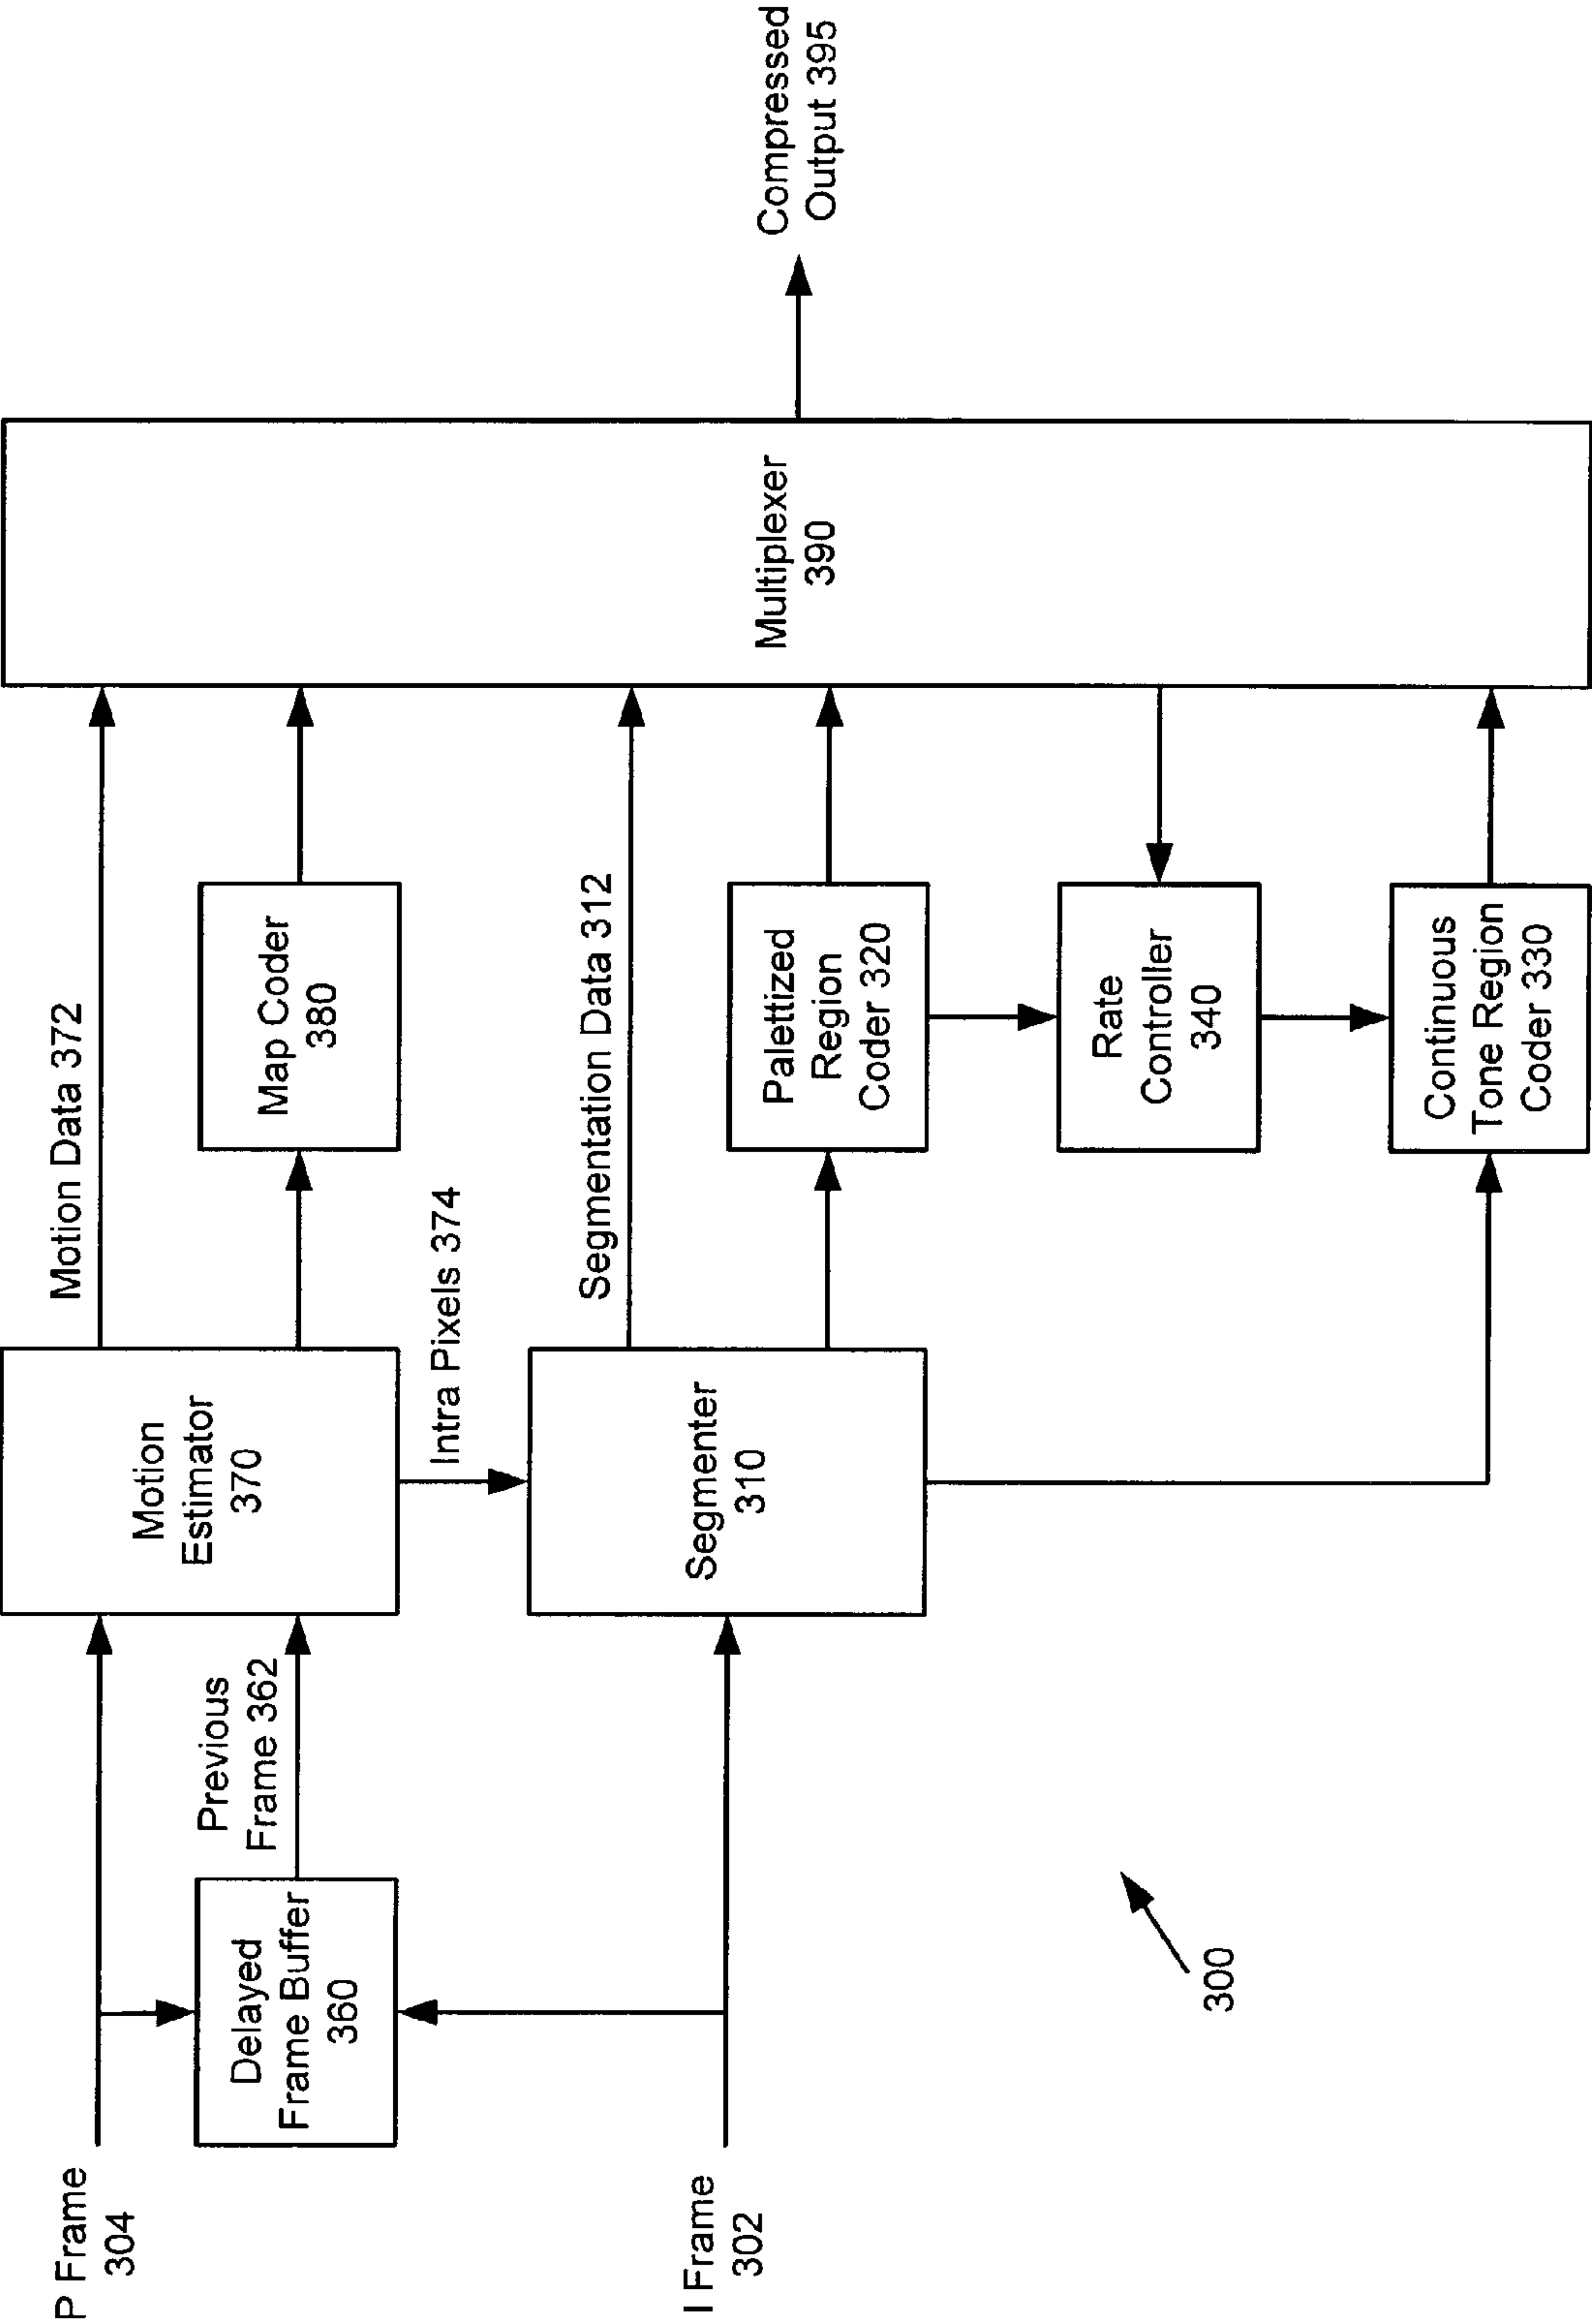 P Frame
304
Delayed
Frame Buffer
360
Previous
Frame 362
I Frame
302
Motion
Estimator
370
Motion Data 372
Intra Pixels 374
Segmenter
310
Segmentation Data 312
Map Coder
380
Palettized
Region
Coder 320
Rate
Controller
340
Continuous
Tone Region
Coder 330
Multiplexer
390
Compressed
Output 395
300